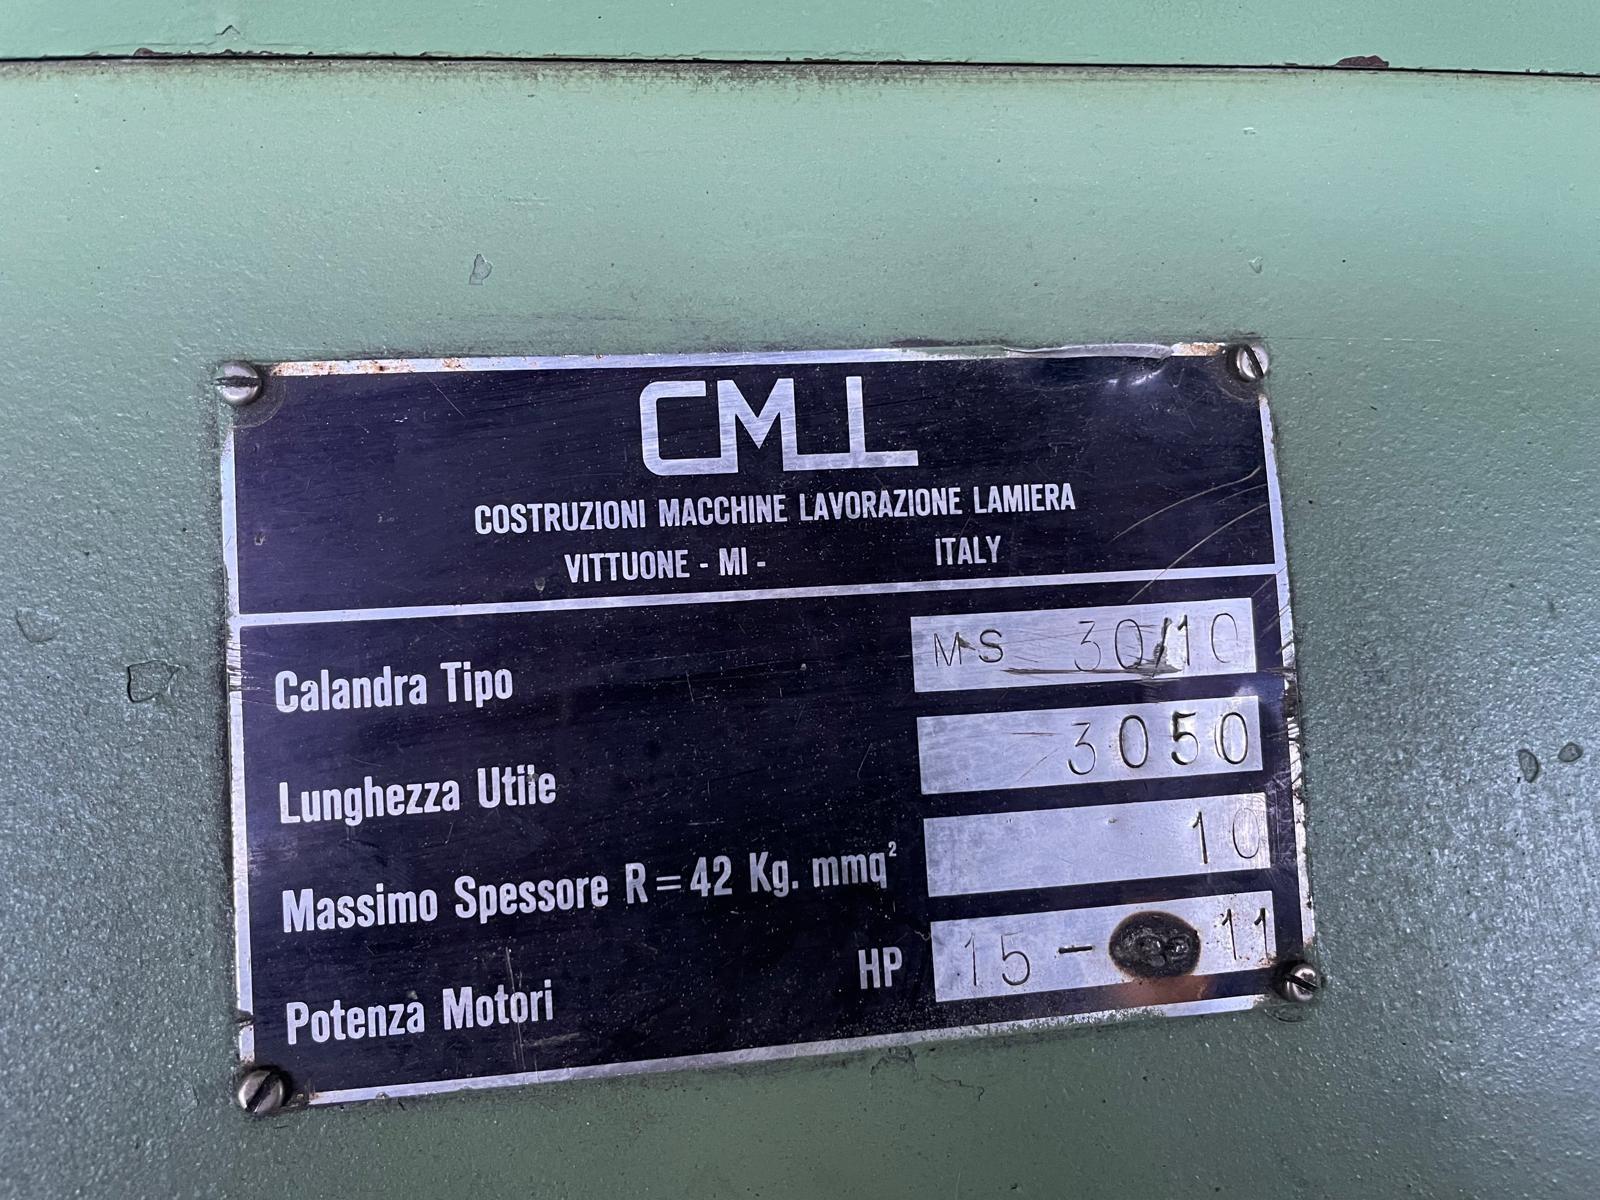 CMLL
COSTRUZIONI MACCHINE LAVORAZIONE LAMIERA
VITTUONE - MI - ITALY
Calandra Tipo MS 30/10
Lunghezza Utile 3050
Massimo Spessore R=42 Kg. mmq² 10
Potenza Motori HP 15 - 11